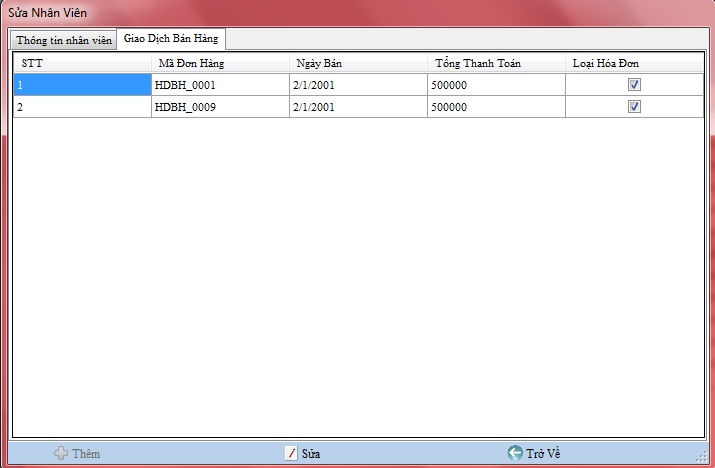 Sửa Nhân Viên
Thông tin nhân viên Giao Dịch Bán Hàng
STT Mã Đơn Hàng Ngày Bán Tổng Thanh Toán Loại Hóa Đơn
1 HDBH_0001 2/1/2001 500000
2 HDBH_0009 2/1/2001 500000
Thêm Sửa Trở Về